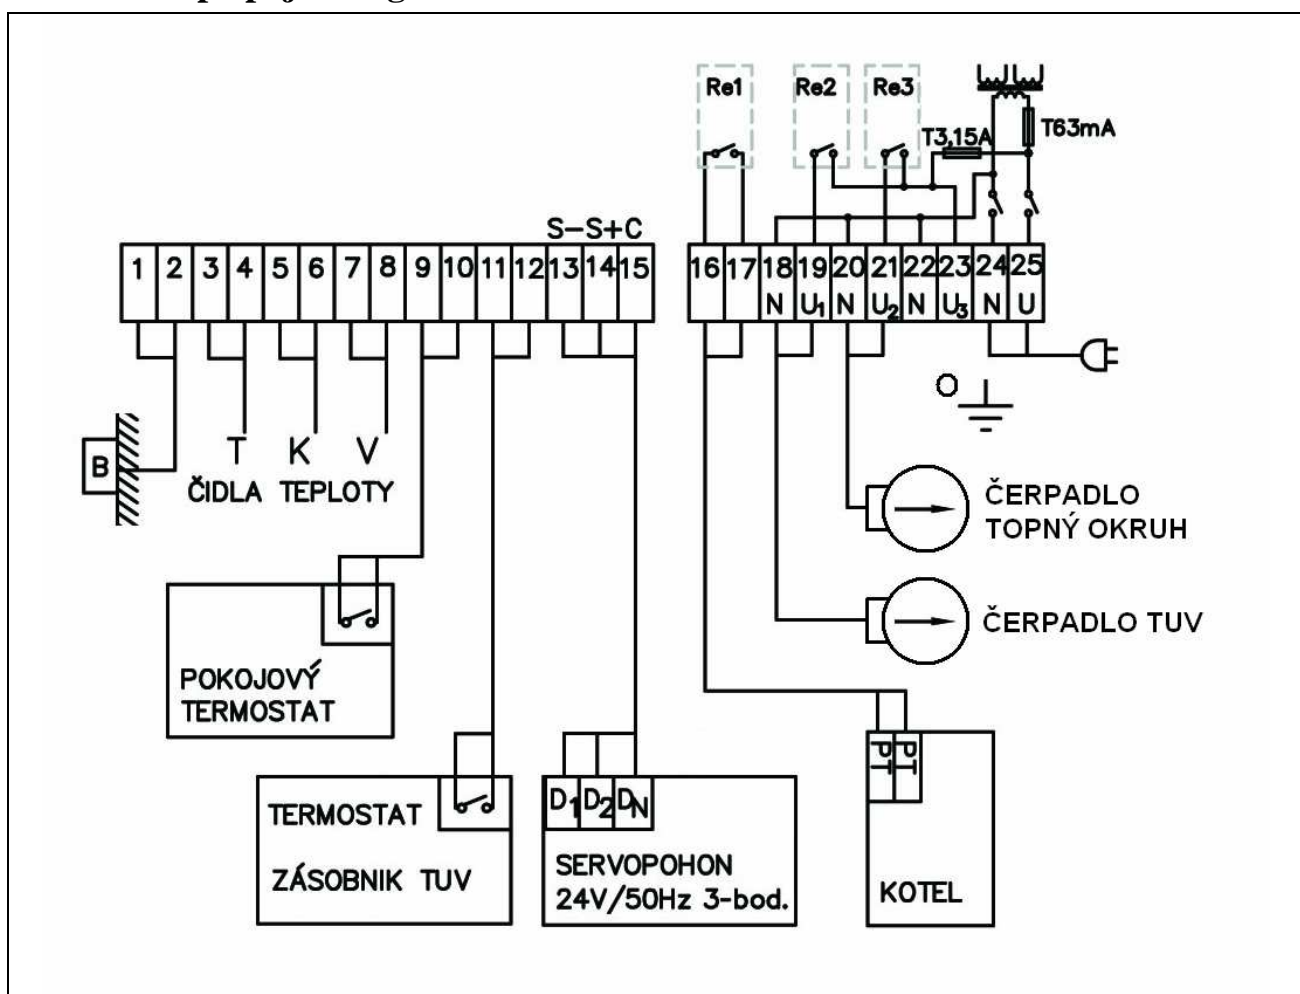 Re1 Re2 Re3
T3,15A T63mA
S-S+C
1 2 3 4 5 6 7 8 9 10 11 12 13 14 15
16 17 18 19 20 21 22 23 24 25
N U1 N U2 N U3 N U
O
B
T K V
ČIDLA TEPLOTY
ČERPADLO
TOPNÝ OKRUH
ČERPADLO TUV
POKOJOVÝ
TERMOSTAT
TERMOSTAT
ZÁSOBNIK TUV
D1 D2 DN
SERVOPOHON
24V/50Hz 3-bod.
PT PT
KOTEL